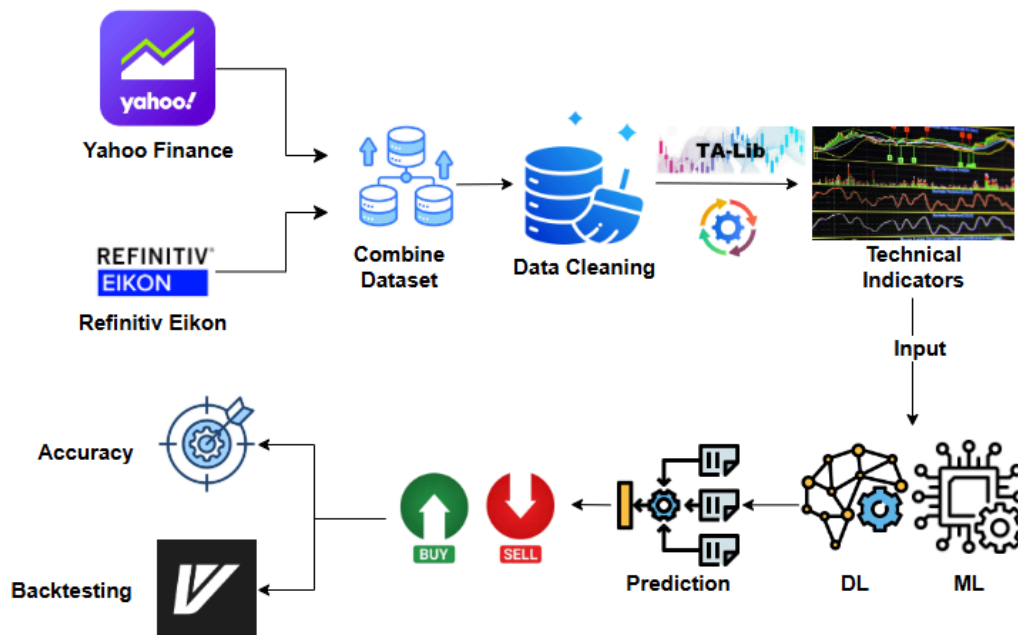 yahoo!
Yahoo Finance
REFINITIV®
EIKON
Refinitiv Eikon
Combine
Dataset
Data Cleaning
TA-Lib
Technical
Indicators
Input
Accuracy
Backtesting
BUY
SELL
Prediction
DL
ML